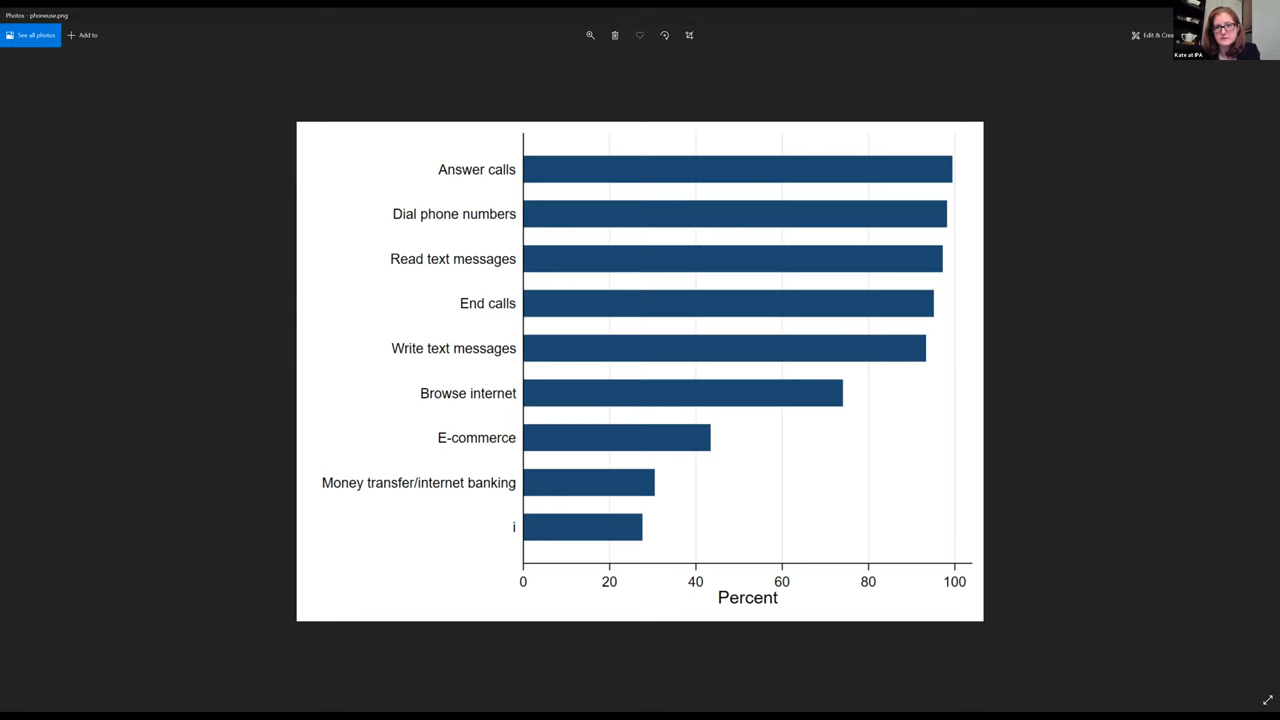 Photos - phoneuse.png
See all photos
Add to
Edit & Crea
Kate at IPA
Answer calls
Dial phone numbers
Read text messages
End calls
Write text messages
Browse internet
E-commerce
Money transfer/internet banking
i
0 20 40 60 80 100
Percent